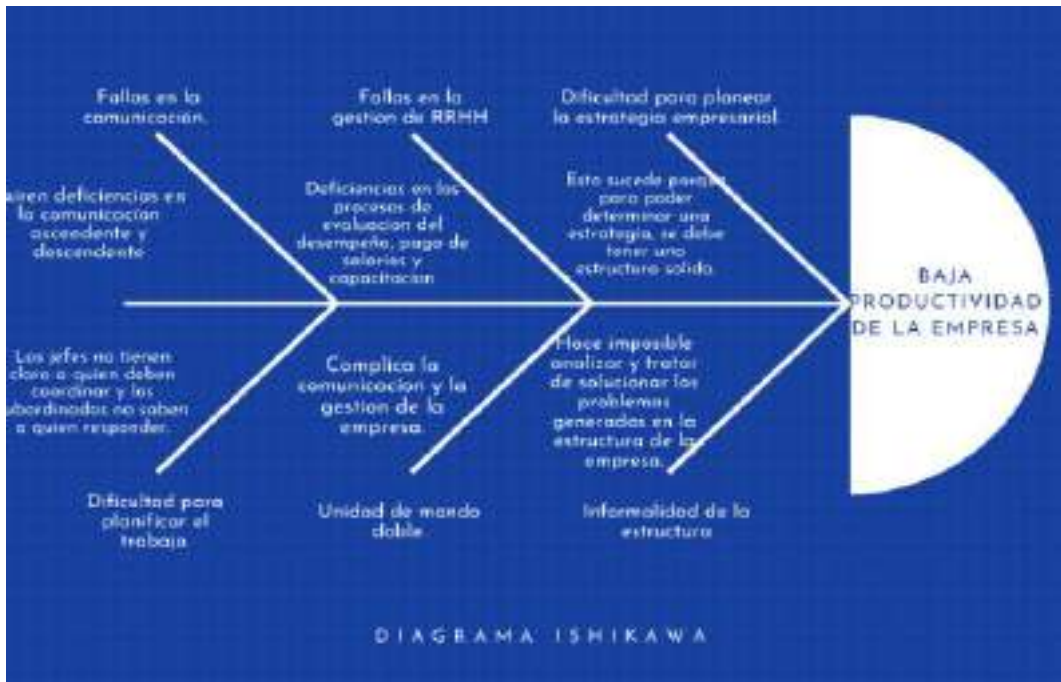 Fallas en la
comunicación.
Fallas en la
gestion de RRHH
Dificultad para planear
la estrategia empresarial
deficiencias en
la comunicacion
ascendente y
descendente
Deficiencias en los
procesos de
evaluacion del
desempeño, pago de
salarios y
capacitacion
Esto sucede porque
para poder
determinar una
estrategia, se debe
tener una
estructura solida.
BAJA
PRODUCTIVIDAD
DE LA EMPRESA
Los jefes no tienen
claro a quien deben
coordinar y los
subordinados no saben
a quien responder.
Complica la
comunicacion y la
gestion de la
empresa.
Hace imposible
analizar y tratar
de solucionar los
problemas
generados en la
estructura de la
empresa.
Dificultad para
planificar el
trabajo
Unidad de mando
doble
Informalidad de la
estructura
DIAGRAMA ISHIKAWA